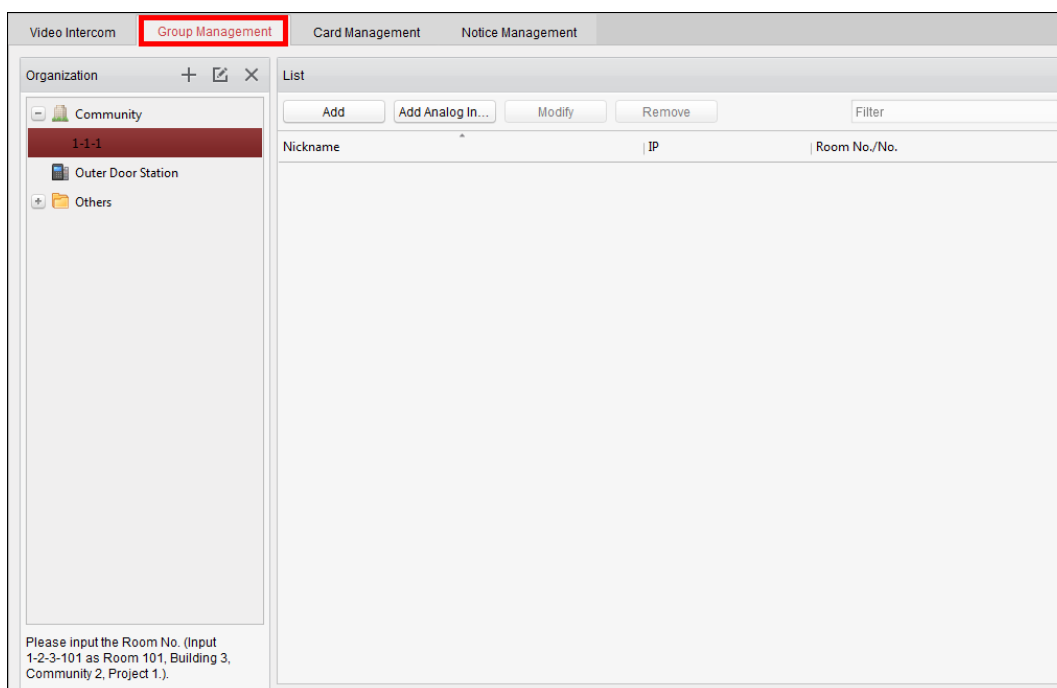 Video Intercom Group Management Card Management Notice Management
Organization
List
Community
1-1-1
Outer Door Station
Others
Add Add Analog In... Modify Remove Filter
Nickname IP Room No./No.
Please input the Room No. (Input
1-2-3-101 as Room 101, Building 3,
Community 2, Project 1.).